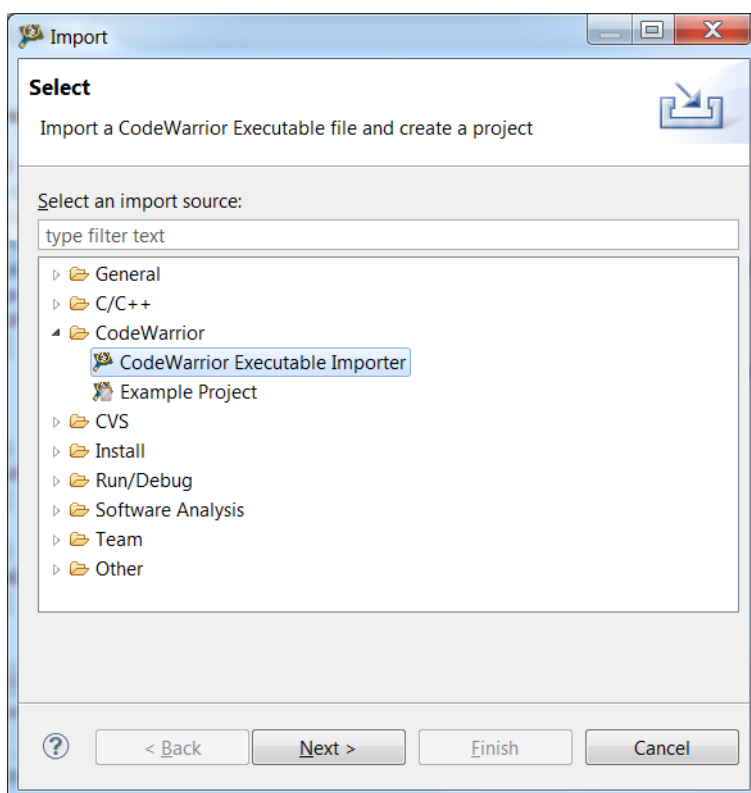 Import
Select
Import a CodeWarrior Executable file and create a project
Select an import source:
type filter text
General
C/C++
CodeWarrior
CodeWarrior Executable Importer
Example Project
CVS
Install
Run/Debug
Software Analysis
Team
Other
? < Back Next > Finish Cancel